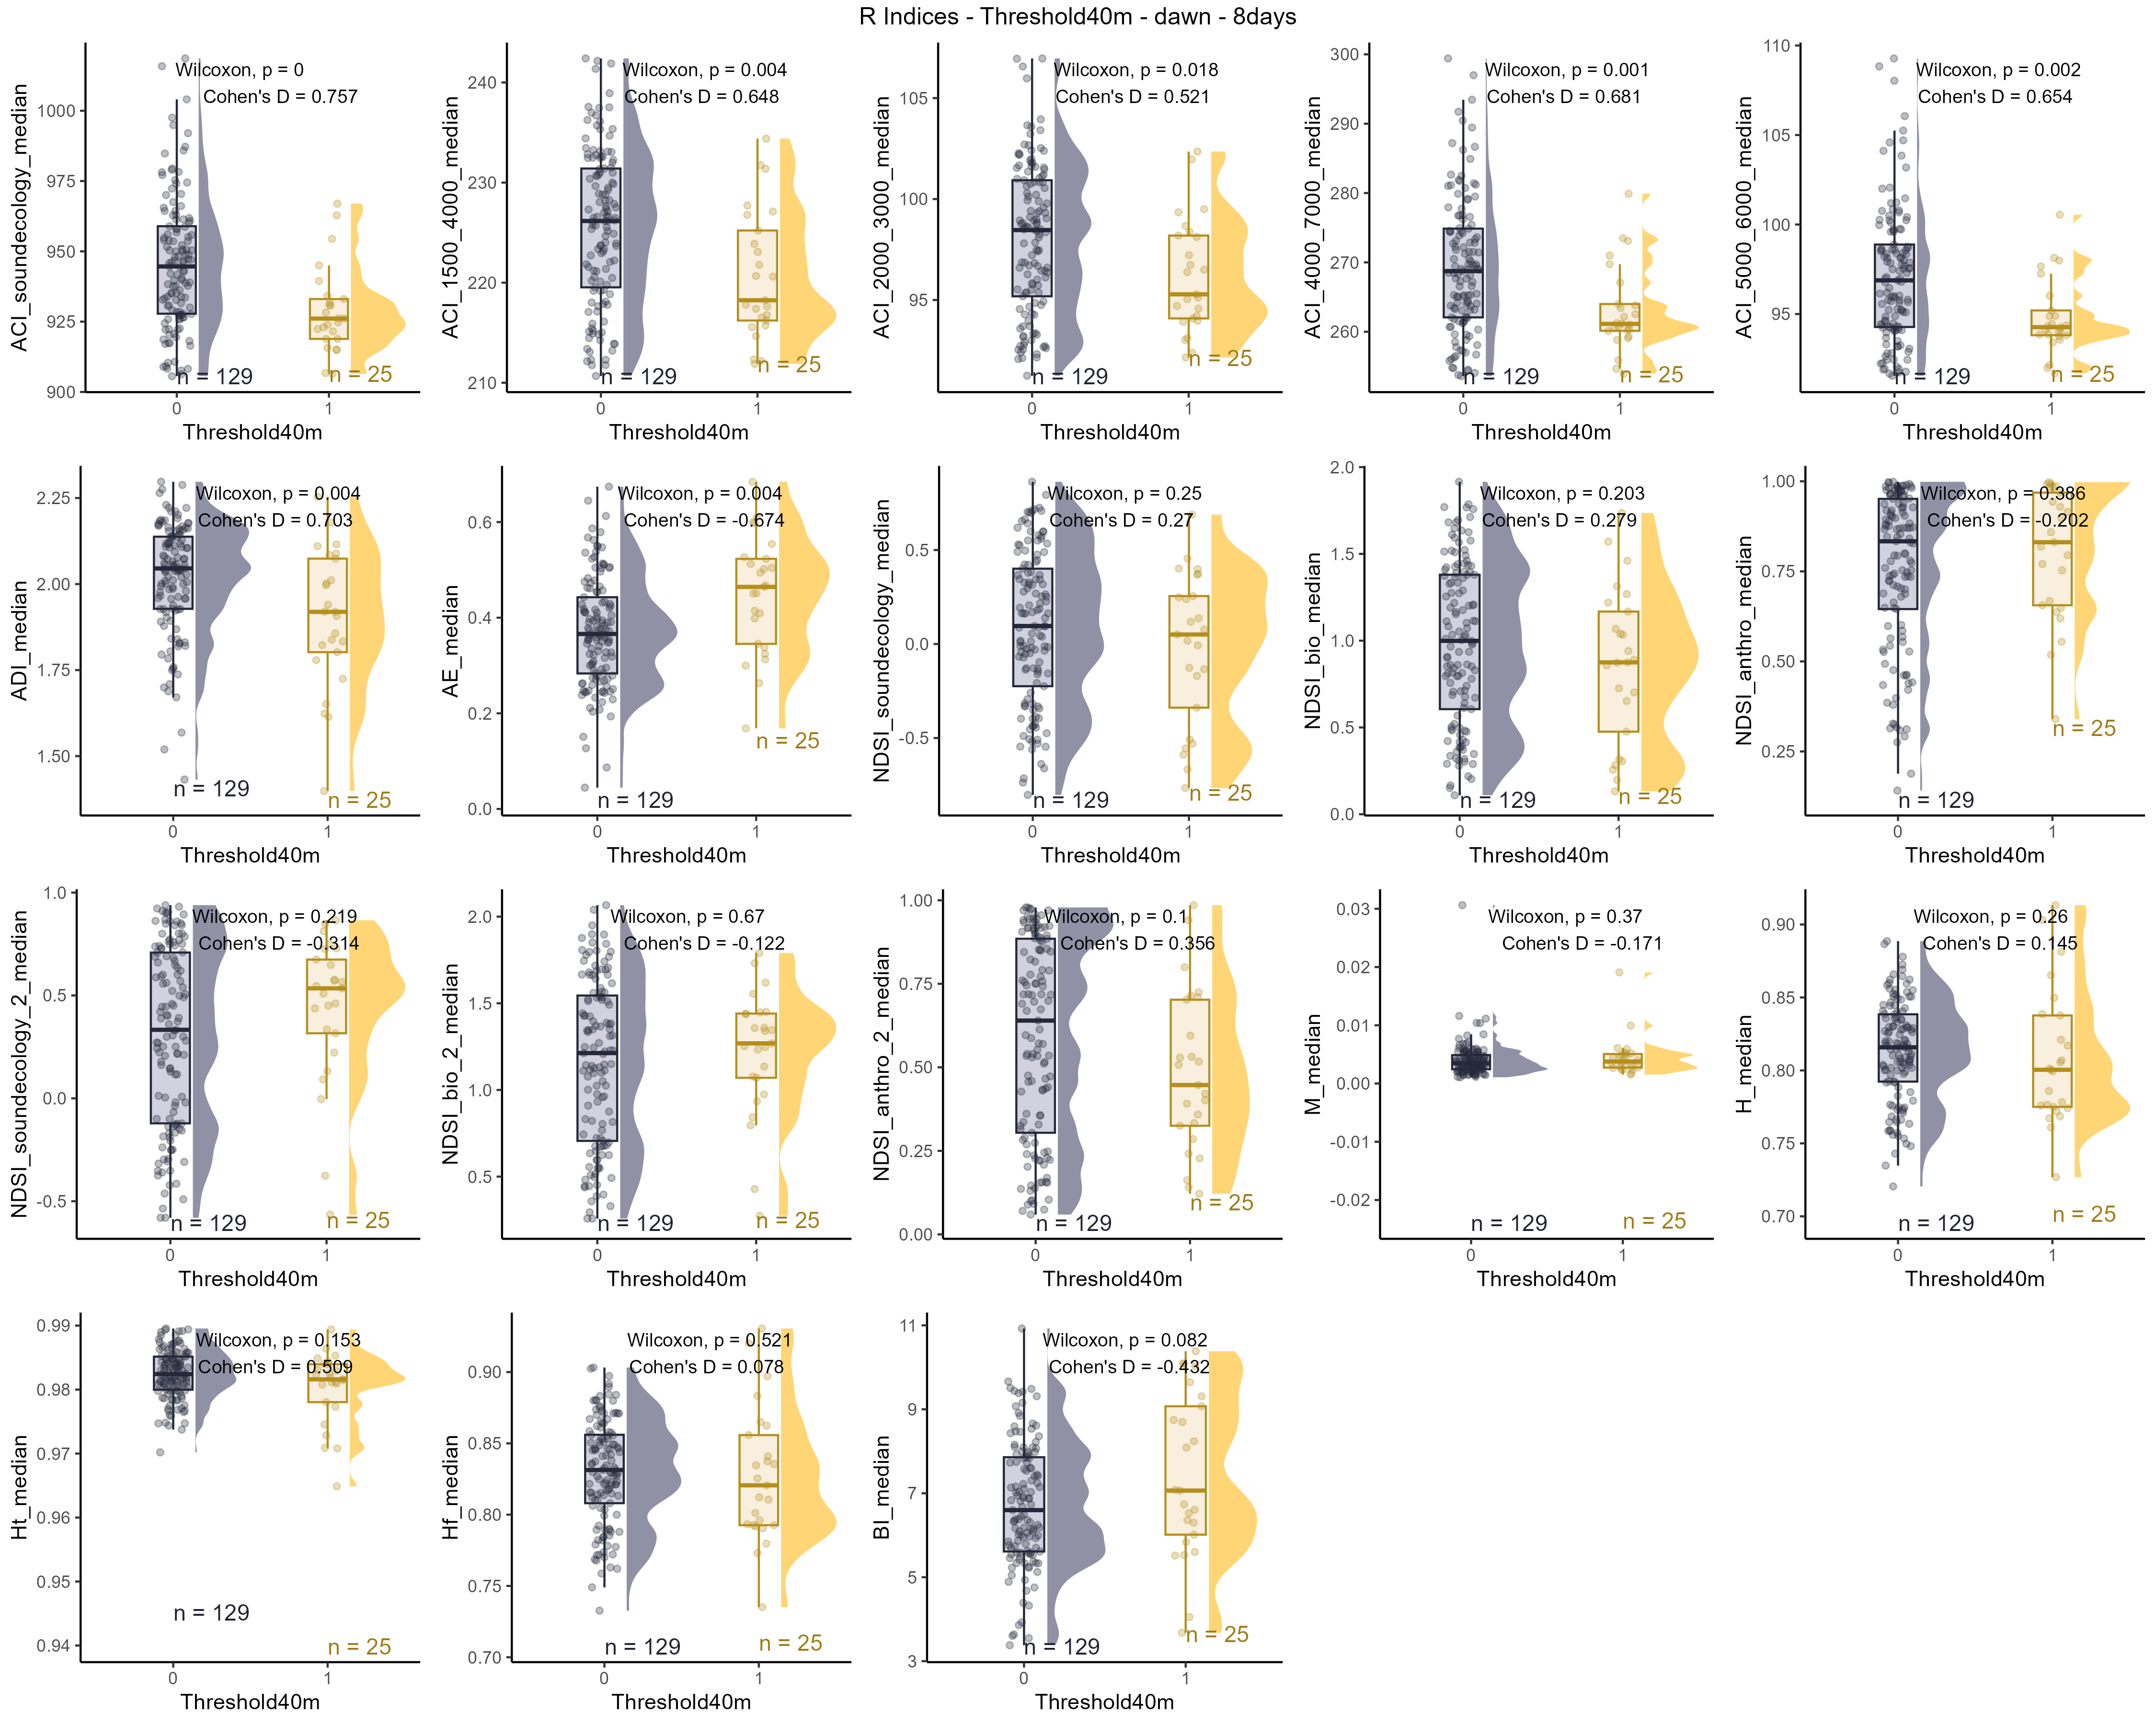 R Indices - Threshold40m - dawn - 8days
ACI_soundecology_median
1000
975
950
925
900
Wilcoxon, p = 0
Cohen's D = 0.757
n = 129
n = 25
0
1
Threshold40m
ACI_1500_4000_median
240
230
220
210
Wilcoxon, p = 0.004
Cohen's D = 0.648
n = 129
n = 25
0
1
Threshold40m
ACI_2000_3000_median
105
100
95
Wilcoxon, p = 0.018
Cohen's D = 0.521
n = 129
n = 25
0
1
Threshold40m
ACI_4000_7000_median
300
290
280
270
260
Wilcoxon, p = 0.001
Cohen's D = 0.681
n = 129
n = 25
0
1
Threshold40m
ACI_5000_6000_median
110
105
100
95
Wilcoxon, p = 0.002
Cohen's D = 0.654
n = 129
n = 25
0
1
Threshold40m
ADI_median
2.25
2.00
1.75
1.50
Wilcoxon, p = 0.004
Cohen's D = 0.703
n = 129
n = 25
0
1
Threshold40m
AE_median
0.6
0.4
0.2
0.0
Wilcoxon, p = 0.004
Cohen's D = -0.674
n = 129
n = 25
0
1
Threshold40m
NDSI_soundecology_median
0.5
0.0
-0.5
Wilcoxon, p = 0.25
Cohen's D = 0.27
n = 129
n = 25
0
1
Threshold40m
NDSI_bio_median
2.0
1.5
1.0
0.5
0.0
Wilcoxon, p = 0.203
Cohen's D = 0.279
n = 129
n = 25
0
1
Threshold40m
NDSI_anthro_median
1.00
0.75
0.50
0.25
Wilcoxon, p = 0.386
Cohen's D = -0.202
n = 129
n = 25
0
1
Threshold40m
NDSI_soundecology_2_median
1.0
0.5
0.0
-0.5
Wilcoxon, p = 0.219
Cohen's D = -0.314
n = 129
n = 25
0
1
Threshold40m
NDSI_bio_2_median
2.0
1.5
1.0
0.5
Wilcoxon, p = 0.67
Cohen's D = -0.122
n = 129
n = 25
0
1
Threshold40m
NDSI_anthro_2_median
1.00
0.75
0.50
0.25
0.00
Wilcoxon, p = 0.1
Cohen's D = 0.356
n = 129
n = 25
0
1
Threshold40m
M_median
0.03
0.02
0.01
0.00
-0.01
-0.02
Wilcoxon, p = 0.37
Cohen's D = -0.171
n = 129
n = 25
0
1
Threshold40m
H_median
0.90
0.85
0.80
0.75
0.70
Wilcoxon, p = 0.26
Cohen's D = 0.145
n = 129
n = 25
0
1
Threshold40m
Ht_median
0.99
0.98
0.97
0.96
0.95
0.94
Wilcoxon, p = 0.153
Cohen's D = 0.509
n = 129
n = 25
0
1
Threshold40m
Hf_median
0.90
0.85
0.80
0.75
0.70
Wilcoxon, p = 0.521
Cohen's D = 0.078
n = 129
n = 25
0
1
Threshold40m
BI_median
11
9
7
5
3
Wilcoxon, p = 0.082
Cohen's D = -0.432
n = 129
n = 25
0
1
Threshold40m